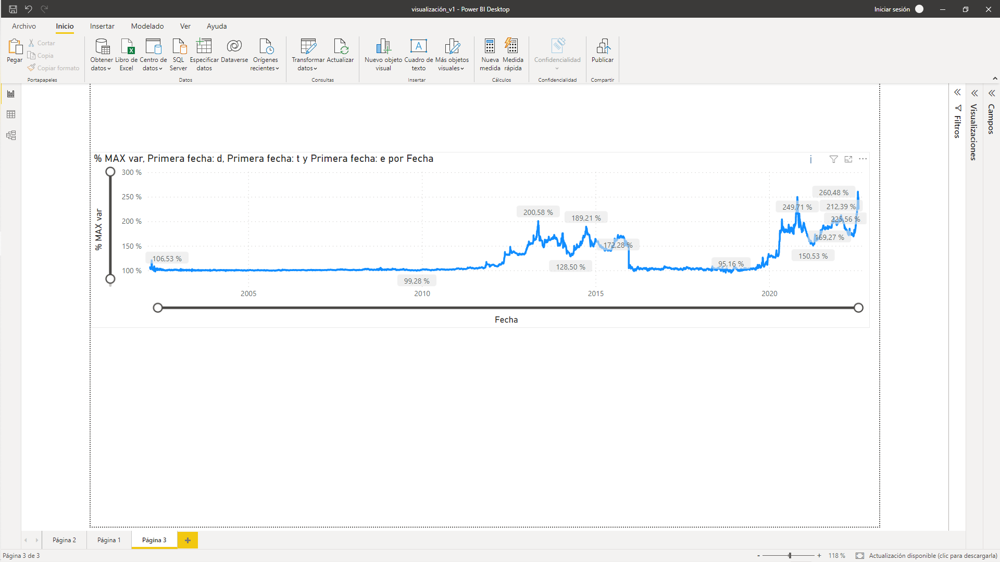 visualización_v1 - Power BI Desktop
Iniciar sesión
Archivo
Inicio
Insertar
Modelado
Ver
Ayuda
Pegar
Cortar
Copia
Copiar formato
Portapapeles
Obtener datos
Libro de Excel
Centro de datos
SQL Server
Especificar datos
Dataverse
Orígenes recientes
Datos
Transformar datos
Actualizar
Consultas
Nuevo objeto visual
Cuadro de texto
Más objetos visuales
Insertar
Nueva medida
Medida rápida
Cálculos
Confidencialidad
Confidencialidad
Publicar
Compartir
Filtros
Visualizaciones
Campos
% MAX var, Primera fecha: d, Primera fecha: t y Primera fecha: e por Fecha
% MAX var
300 %
250 %
200 %
150 %
100 %
106,53 %
99,28 %
200,58 %
128,50 %
189,21 %
172,28 %
95,16 %
249,71 %
150,53 %
260,48 %
212,39 %
225,56 %
169,27 %
2005
2010
2015
2020
Fecha
Página 2
Página 1
Página 3
Página 3 de 3
- + 118 %
Actualización disponible (clic para descargarla)